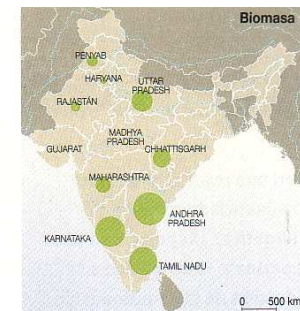 Biomasa
PENYAB
HARYANA
UTTAR
PRADESH
RAJASTÁN
MADHYA
PRADESH
GUJARAT
CHHATTISGARH
MAHARASHTRA
ANDHRA
PRADESH
KARNATAKA
TAMIL NADU
0 500 km